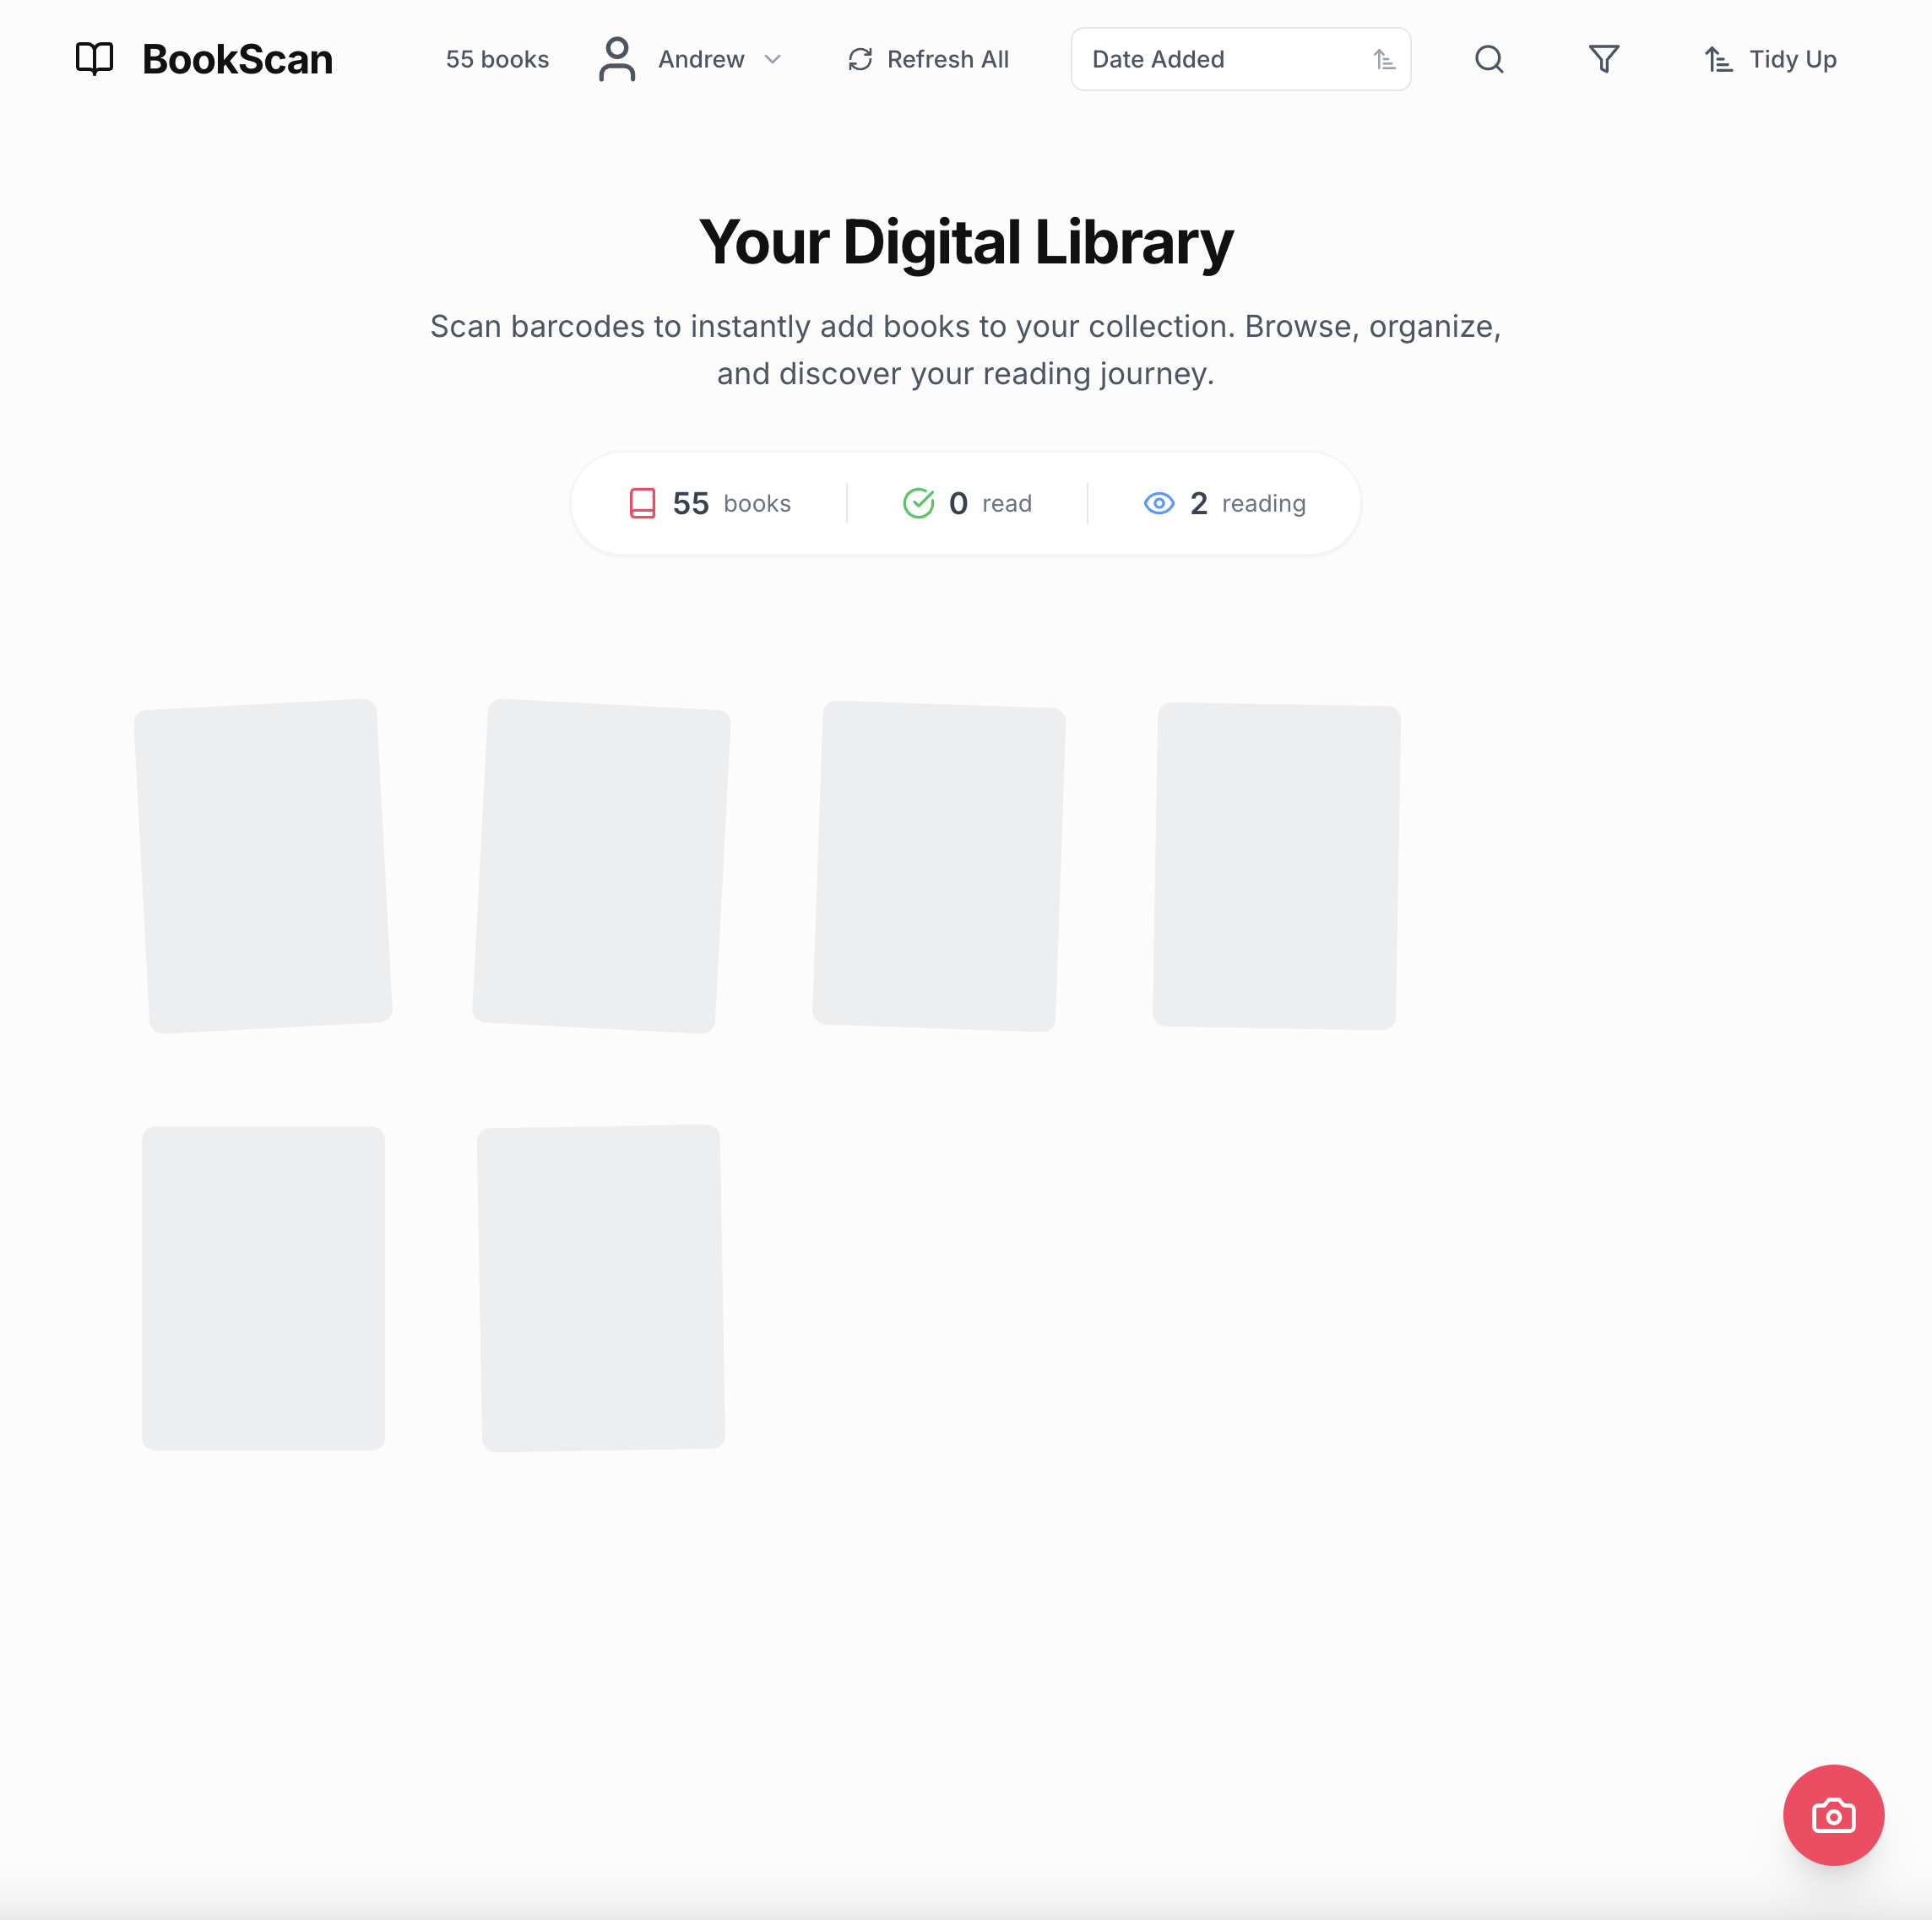 BookScan
55 books
Andrew
Refresh All
Date Added
Tidy Up
Your Digital Library
Scan barcodes to instantly add books to your collection. Browse, organize,
and discover your reading journey.
55 books
0 read
2 reading